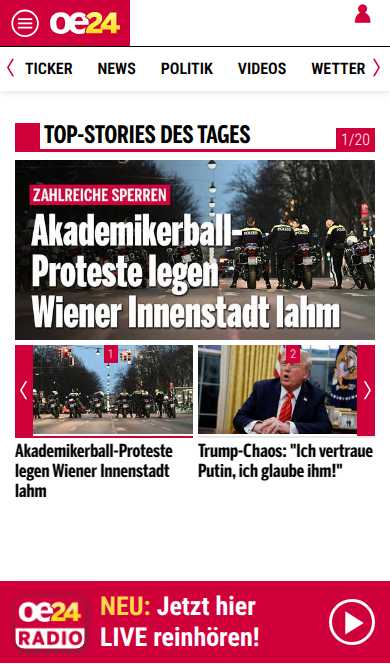 oe24
TICKER NEWS POLITIK VIDEOS WETTER
TOP-STORIES DES TAGES
1/20
ZAHLREICHE SPERREN
Akademikerball-
Proteste legen
Wiener Innenstadt lahm
1
2
Akademikerball-Proteste
legen Wiener Innenstadt
lahm
Trump-Chaos: "Ich vertraue
Putin, ich glaube ihm!"
oe24
RADIO
NEU: Jetzt hier
LIVE reinhören!